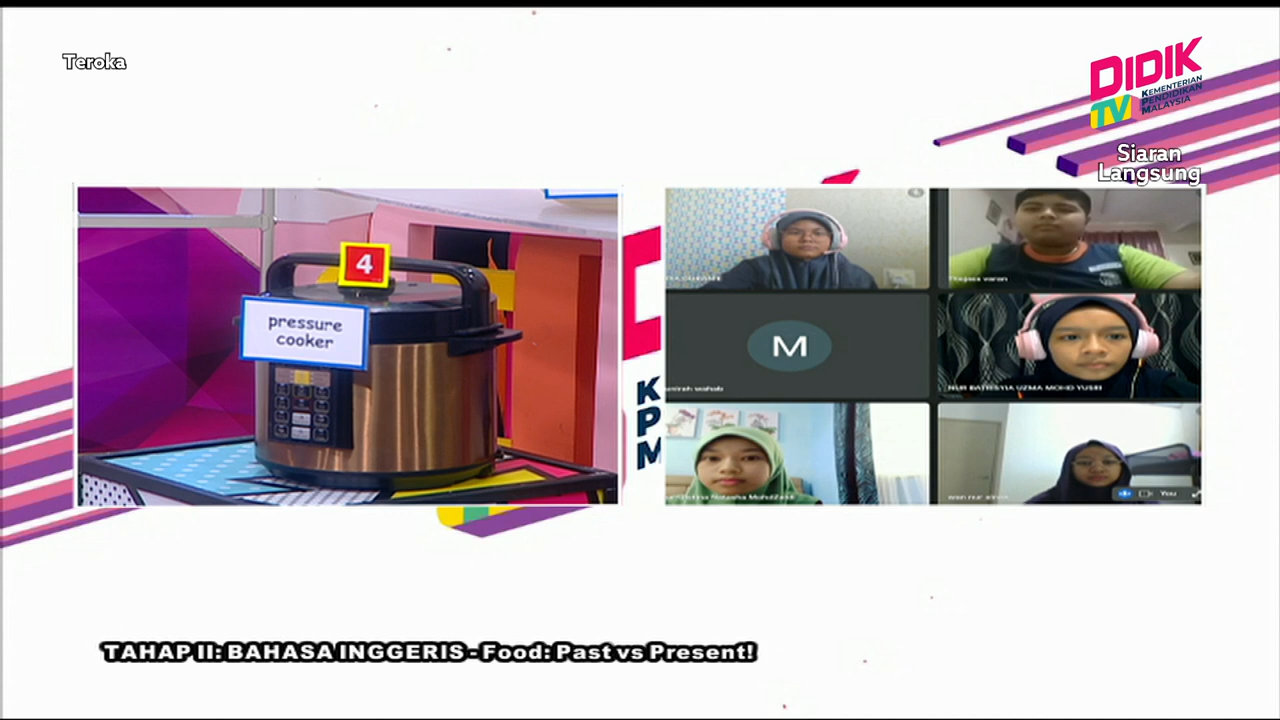 Teroka
DIDIK
TV
KEMENTERIAN
PENDIDIKAN
MALAYSIA
Siaran
Langsung
4
pressure
cooker
K
P
M
M
NUR BATRISYIA UZMA MOHD YUSRI
You
TAHAP II: BAHASA INGGERIS - Food: Past vs Present!